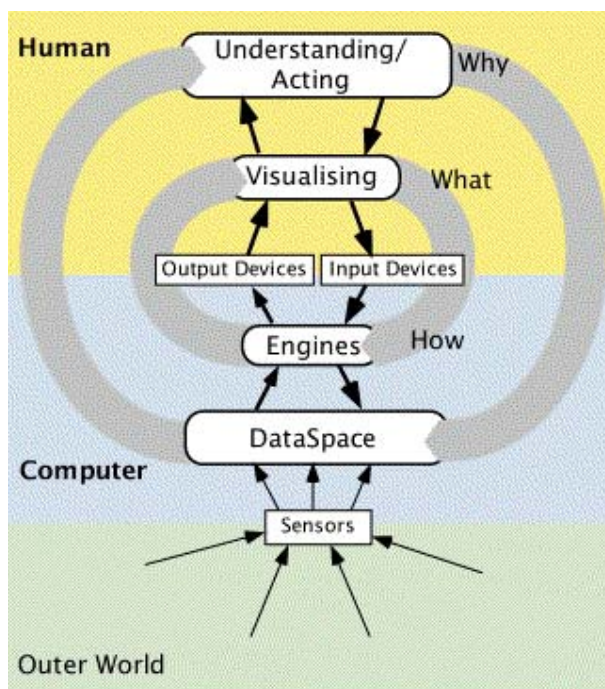 Human
Understanding/
Acting
Why
Visualising
What
Output Devices
Input Devices
Engines
How
DataSpace
Computer
Sensors
Outer World